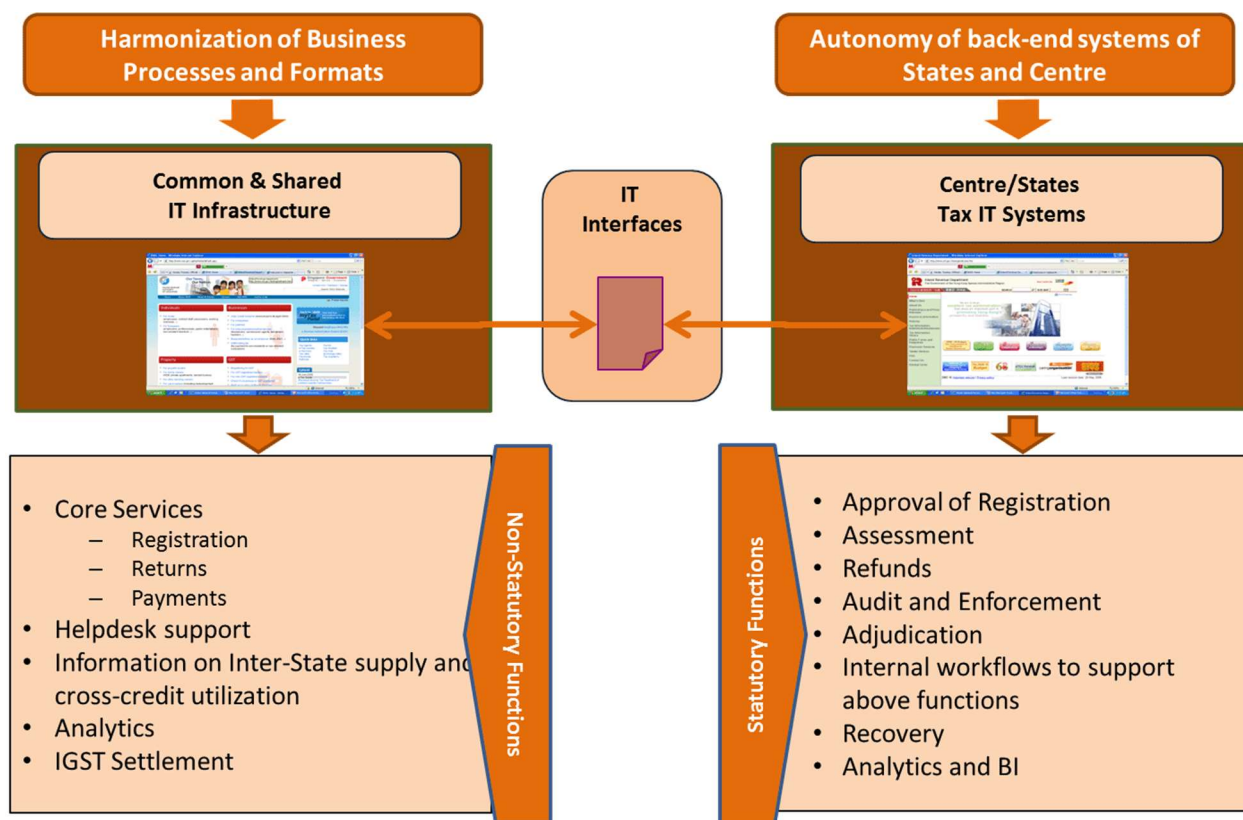 Harmonization of Business
Processes and Formats
Autonomy of back-end systems of
States and Centre
Common & Shared
IT Infrastructure
IT
Interfaces
Centre/States
Tax IT Systems
• Core Services
– Registration
– Returns
– Payments
• Helpdesk support
• Information on Inter-State supply and
cross-credit utilization
• Analytics
• IGST Settlement
Non-Statutory Functions
Statutory Functions
• Approval of Registration
• Assessment
• Refunds
• Audit and Enforcement
• Adjudication
• Internal workflows to support
above functions
• Recovery
• Analytics and BI